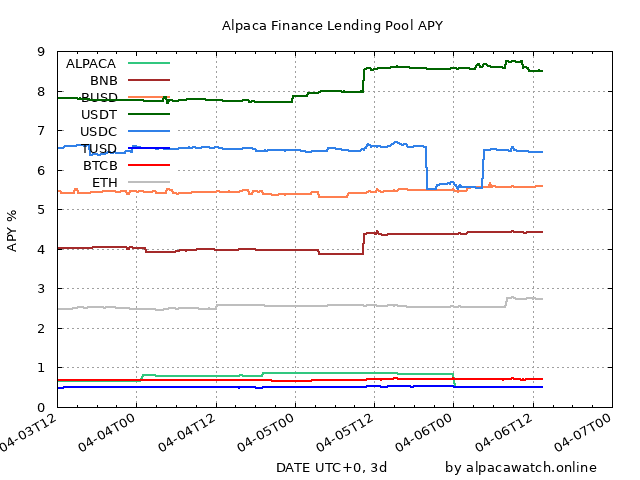 Alpaca Finance Lending Pool APY
9
8
7
6
5
4
3
2
1
0
APY %
ALPACA
BNB
BUSD
USDT
USDC
TUSD
BTCB
ETH
04-03T12
04-04T00
04-04T12
04-05T00
04-05T12
04-06T00
04-06T12
04-07T00
DATE UTC+0, 3d
by alpacawatch.online